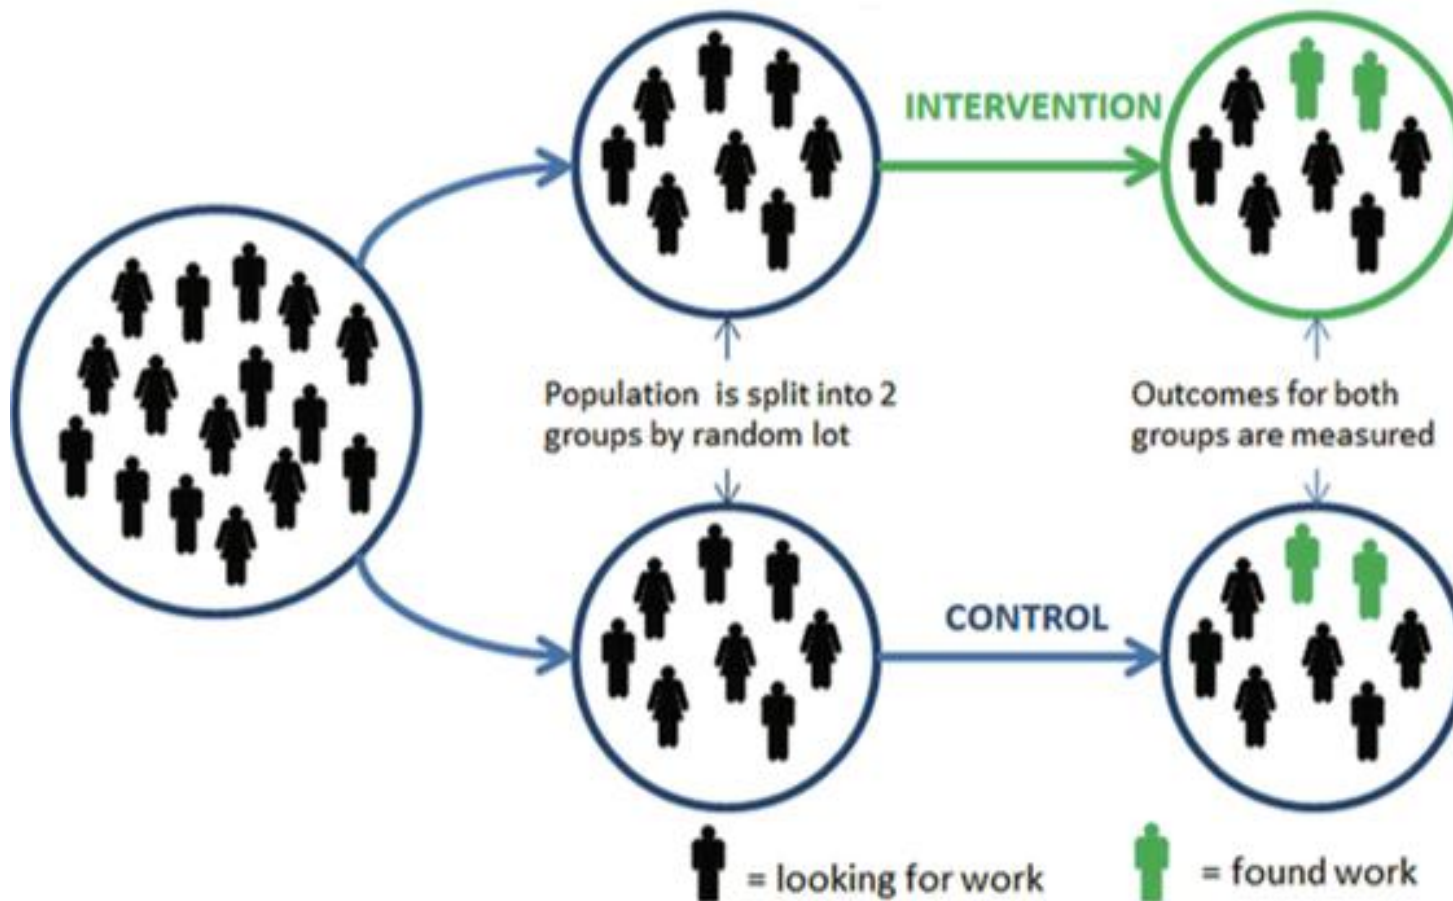 INTERVENTION
Population is split into 2
groups by random lot
Outcomes for both
groups are measured
CONTROL
= looking for work
= found work